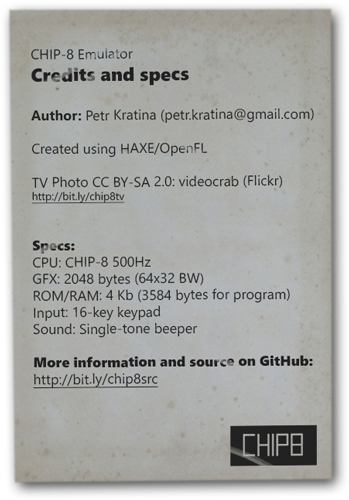 CHIP-8 Emulator
Credits and specs
Author: Petr Kratina (petr.kratina@gmail.com)
Created using HAXE/OpenFL
TV Photo CC BY-SA 2.0: videocrab (Flickr)
http://bit.ly/chip8tv
Specs:
CPU: CHIP-8 500Hz
GFX: 2048 bytes (64x32 BW)
ROM/RAM: 4 Kb (3584 bytes for program)
Input: 16-key keypad
Sound: Single-tone beeper
More information and source on GitHub:
http://bit.ly/chip8src
CHIP8